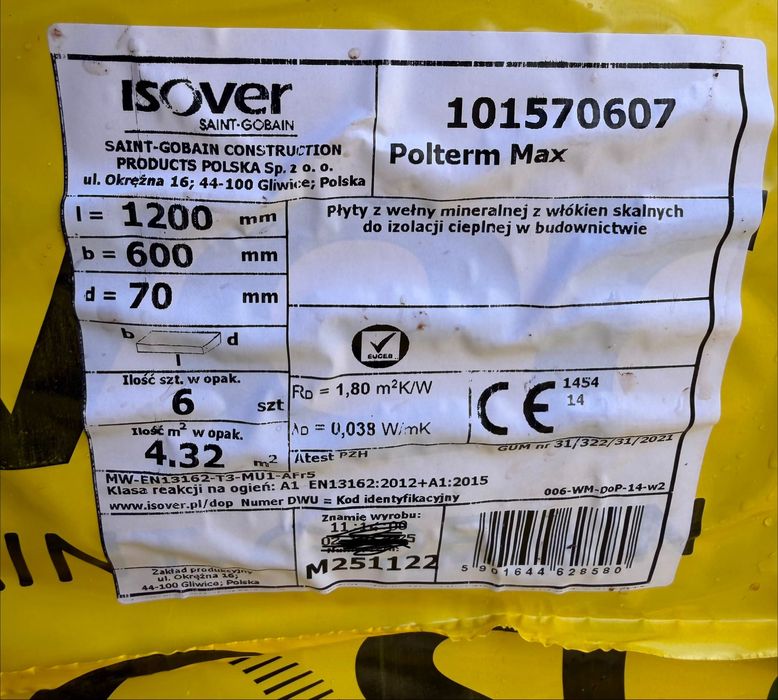 ISOVER
SAINT-GOBAIN
SAINT-GOBAIN CONSTRUCTION
PRODUCTS POLSKA Sp. z o. o.
ul. Okrężna 16; 44-100 Gliwice; Polska
101570607
Polterm Max
l = 1200 mm
b = 600 mm
d = 70 mm
Płyty z wełny mineralnej z włókien skalnych
do izolacji cieplnej w budownictwie
b d
l
EUCEB
Ilość szt. w opak.
6 szt
Ilość m² w opak.
4.32 m²
RD = 1,80 m²K/W
λD = 0,038 W/mK
Atest PZH
CE 1454
14
GUM nr 31/322/31/2021
MW-EN13162-T3-MU1-AFr5
Klasa reakcji na ogień: A1 EN13162:2012+A1:2015
www.isover.pl/dop Numer DWU = Kod identyfikacyjny
006-WM-DoP-14-w2
Zakład produkcyjny
ul. Okrężna 16;
44-100 Gliwice; Polska
Znamie wyrobu:
M251122
5 901644 628580
IN